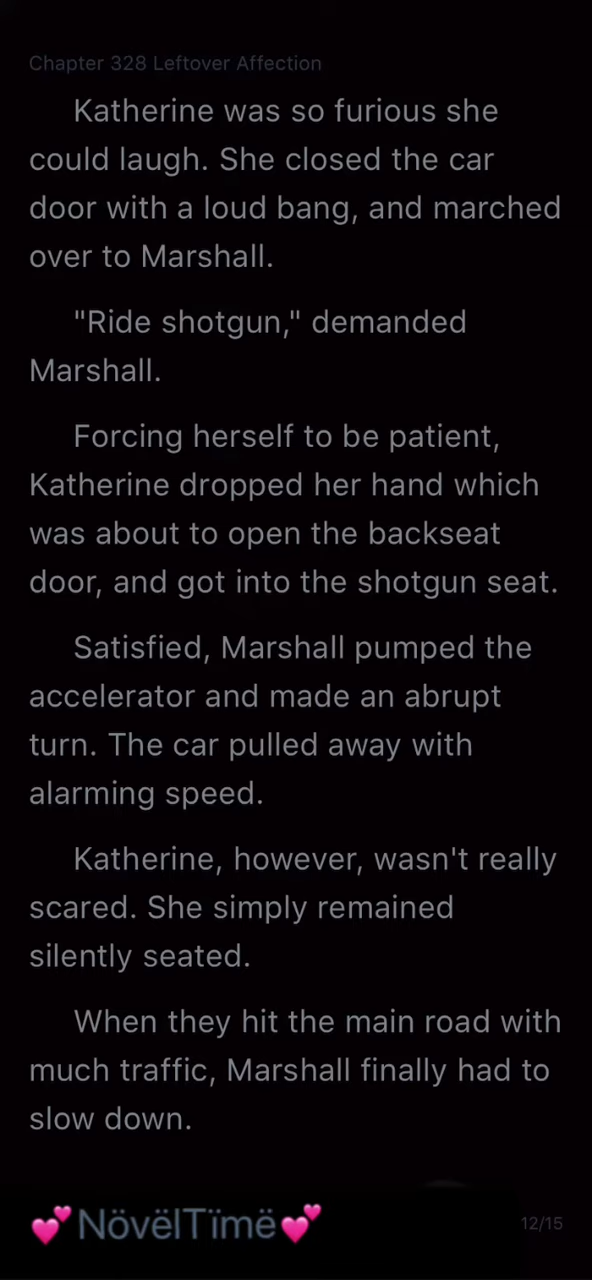 Chapter 328 Leftover Affection
Katherine was so furious she
could laugh. She closed the car
door with a loud bang, and marched
over to Marshall.
"Ride shotgun," demanded
Marshall.
Forcing herself to be patient,
Katherine dropped her hand which
was about to open the backseat
door, and got into the shotgun seat.
Satisfied, Marshall pumped the
accelerator and made an abrupt
turn. The car pulled away with
alarming speed.
Katherine, however, wasn't really
scared. She simply remained
silently seated.
When they hit the main road with
much traffic, Marshall finally had to
slow down.
💕NövëlTïmë💕
12/15